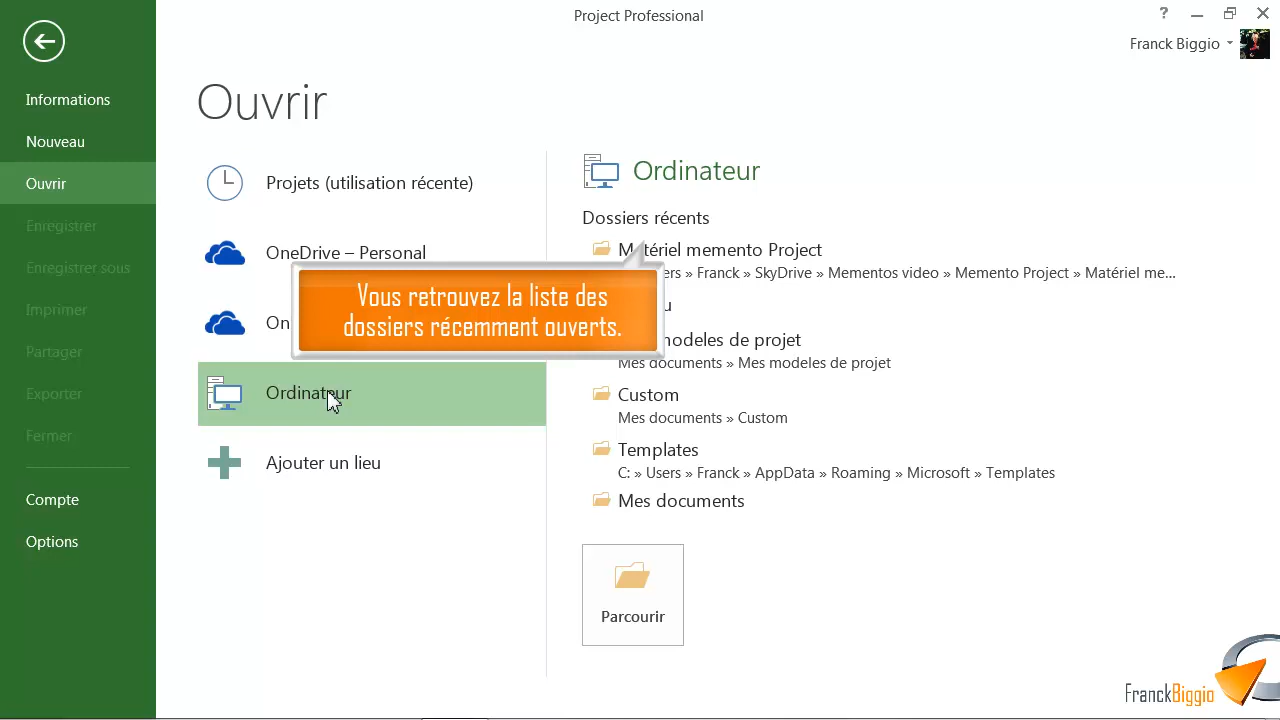 Project Professional
?
Franck Biggio
Informations
Nouveau
Ouvrir
Enregistrer
Enregistrer sous
Imprimer
Partager
Exporter
Fermer
Compte
Options
Ouvrir
Projets (utilisation récente)
OneDrive – Personal
Ordinateur
Ajouter un lieu
Vous retrouvez la liste des
dossiers récemment ouverts.
Ordinateur
Dossiers récents
Matériel memento Project
» Franck » SkyDrive » Mementos video » Memento Project » Matériel me...
modeles de projet
Mes documents » Mes modeles de projet
Custom
Mes documents » Custom
Templates
C: » Users » Franck » AppData » Roaming » Microsoft » Templates
Mes documents
Parcourir
FranckBiggio